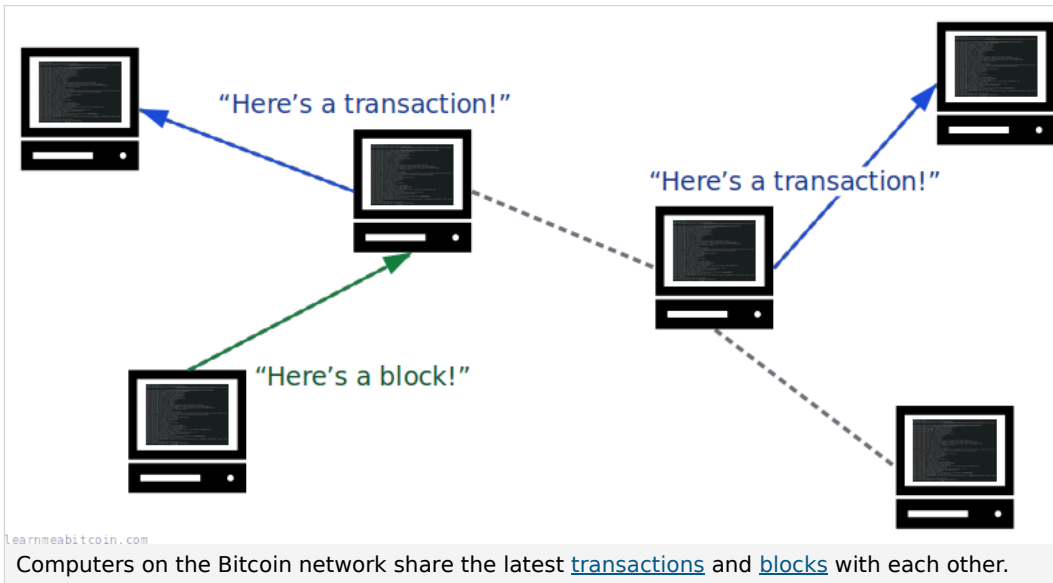 “Here’s a transaction!”
“Here’s a transaction!”
“Here’s a block!”
learnmeabitcoin.com
Computers on the Bitcoin network share the latest transactions and blocks with each other.